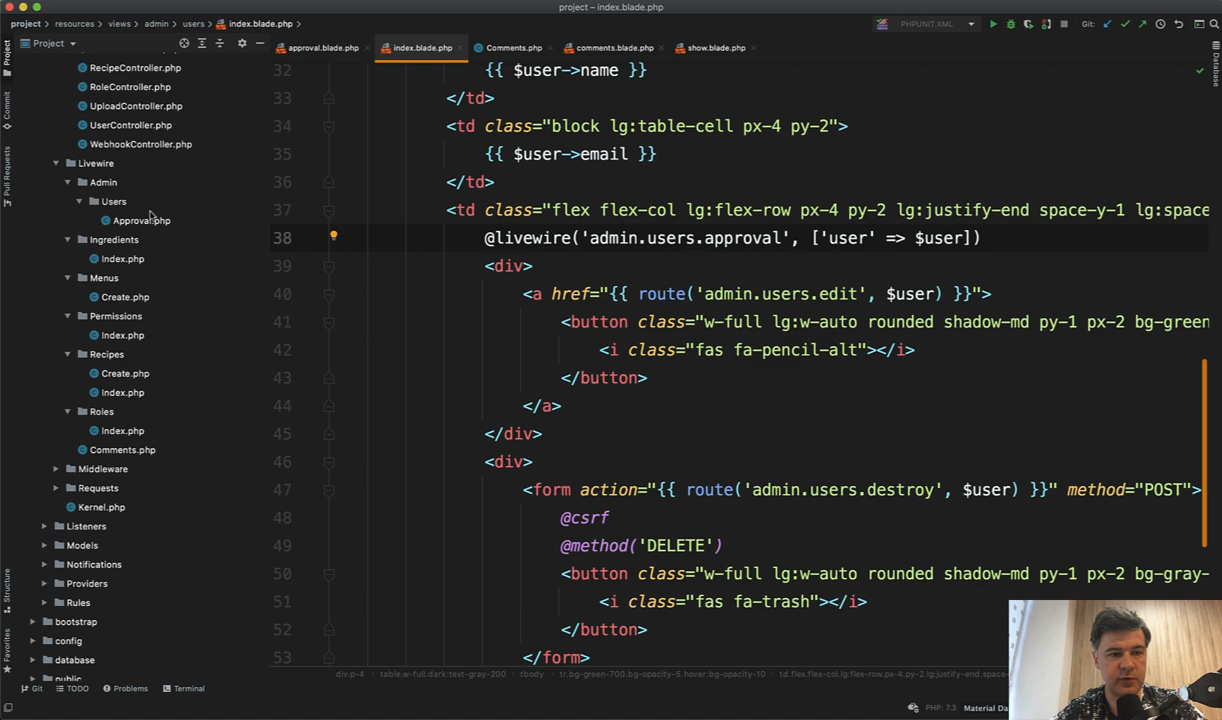 project – index.blade.php
project › resources › views › admin › users › index.blade.php
PHPUNIT.XML
Git:
Project
approval.blade.php
index.blade.php
Comments.php
comments.blade.php
show.blade.php
Project
Commit
Pull Requests
Structure
Favorites
Database
RecipeController.php
RoleController.php
UploadController.php
UserController.php
WebhookController.php
Livewire
Admin
Users
Approval.php
Ingredients
Index.php
Menus
Create.php
Permissions
Index.php
Recipes
Create.php
Index.php
Roles
Index.php
Comments.php
Middleware
Requests
Kernel.php
Listeners
Models
Notifications
Providers
Rules
bootstrap
config
database
public
32 {{ $user->name }}
33 </td>
34 <td class="block lg:table-cell px-4 py-2">
35 {{ $user->email }}
36 </td>
37 <td class="flex flex-col lg:flex-row px-4 py-2 lg:justify-end space-y-1 lg:space
38 @livewire('admin.users.approval', ['user' => $user])
39 <div>
40 <a href="{{ route('admin.users.edit', $user) }}">
41 <button class="w-full lg:w-auto rounded shadow-md py-1 px-2 bg-green
42 <i class="fas fa-pencil-alt"></i>
43 </button>
44 </a>
45 </div>
46 <div>
47 <form action="{{ route('admin.users.destroy', $user) }}" method="POST">
48 @csrf
49 @method('DELETE')
50 <button class="w-full lg:w-auto rounded shadow-md py-1 px-2 bg-gray-
51 <i class="fas fa-trash"></i>
52 </button>
53 </form>
div.p-4 › table.w-full.dark:text-gray-200 › tbody › tr.bg-green-700.bg-opacity-5.hover:bg-opacity-10 › td.flex.flex-col.lg:flex-row.px-4.py-2.lg:justify-end.space-
Git
TODO
Problems
Terminal
PHP: 7.3
Material Da